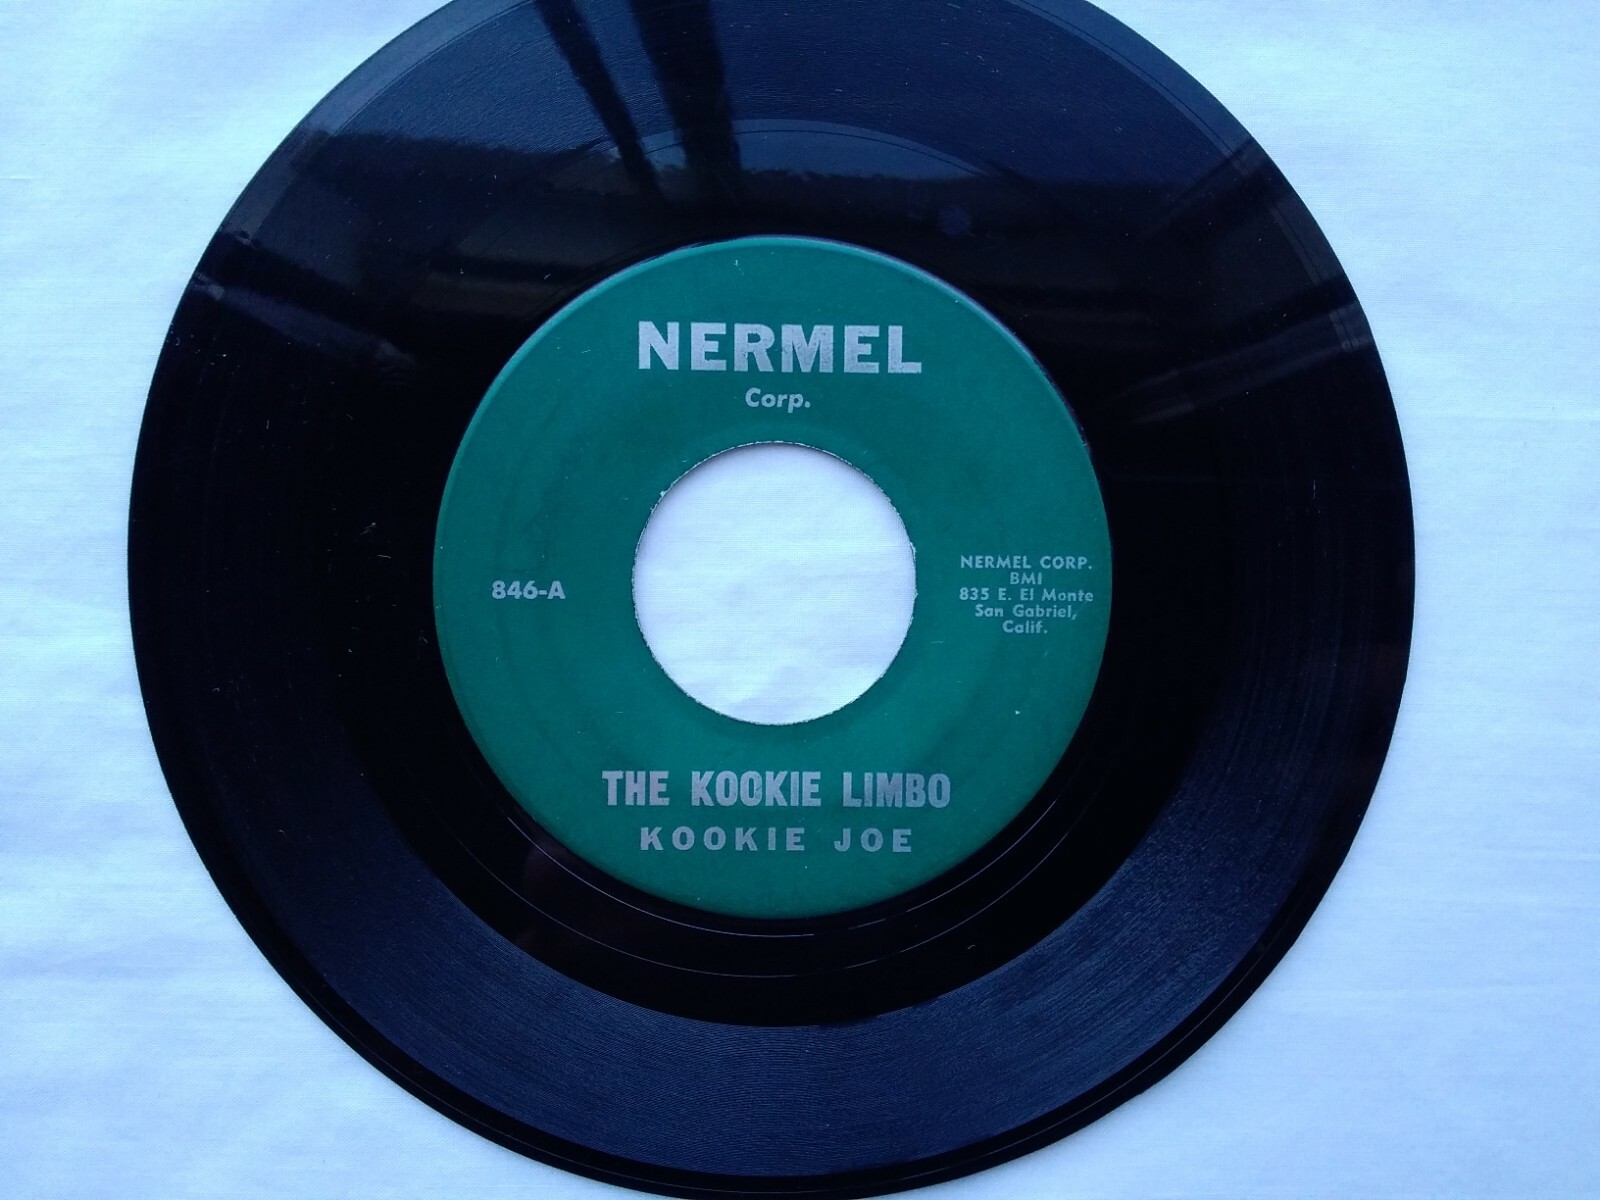 NERMEL
Corp.
846-A
NERMEL CORP.
BMI
835 E. El Monte
San Gabriel,
Calif.
THE KOOKIE LIMBO
KOOKIE JOE